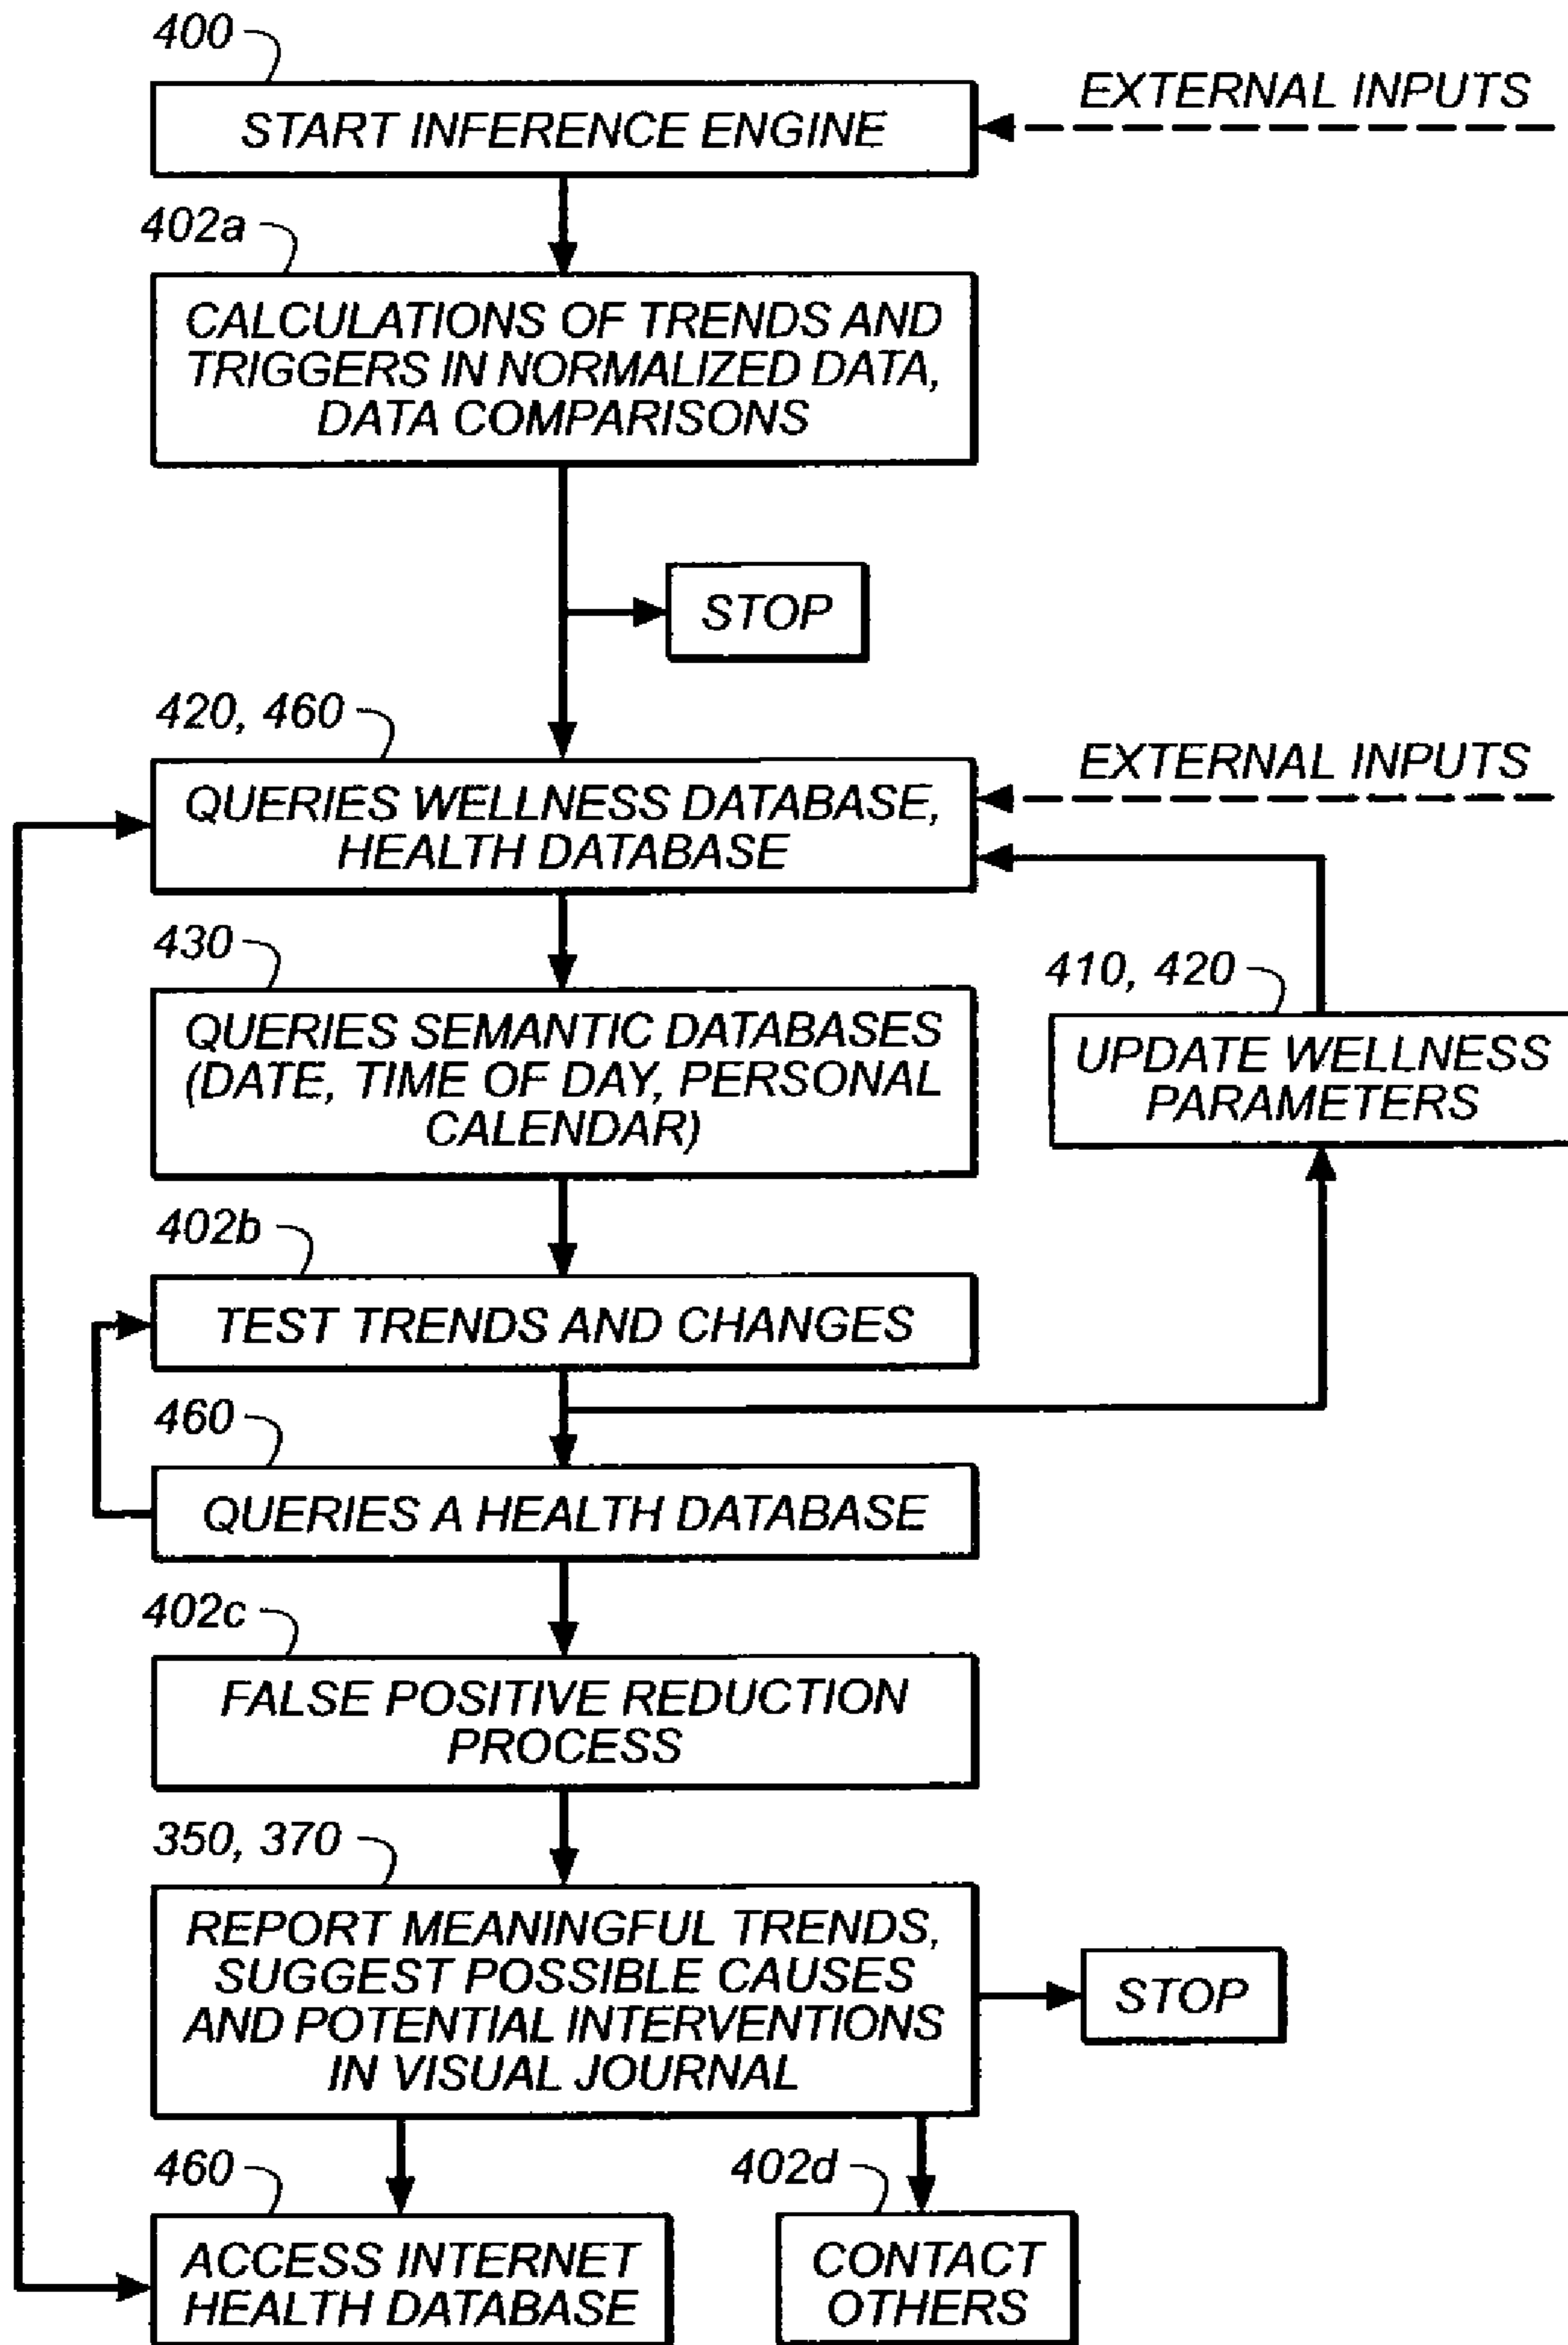 400
EXTERNAL INPUTS
START INFERENCE ENGINE
402a
CALCULATIONS OF TRENDS AND
TRIGGERS IN NORMALIZED DATA,
DATA COMPARISONS
STOP
420, 460
EXTERNAL INPUTS
QUERIES WELLNESS DATABASE,
HEALTH DATABASE
430
410, 420
QUERIES SEMANTIC DATABASES
(DATE, TIME OF DAY, PERSONAL
CALENDAR)
UPDATE WELLNESS
PARAMETERS
402b
TEST TRENDS AND CHANGES
460
QUERIES A HEALTH DATABASE
402c
FALSE POSITIVE REDUCTION
PROCESS
350, 370
REPORT MEANINGFUL TRENDS,
SUGGEST POSSIBLE CAUSES
AND POTENTIAL INTERVENTIONS
IN VISUAL JOURNAL
STOP
460
402d
ACCESS INTERNET
HEALTH DATABASE
CONTACT
OTHERS